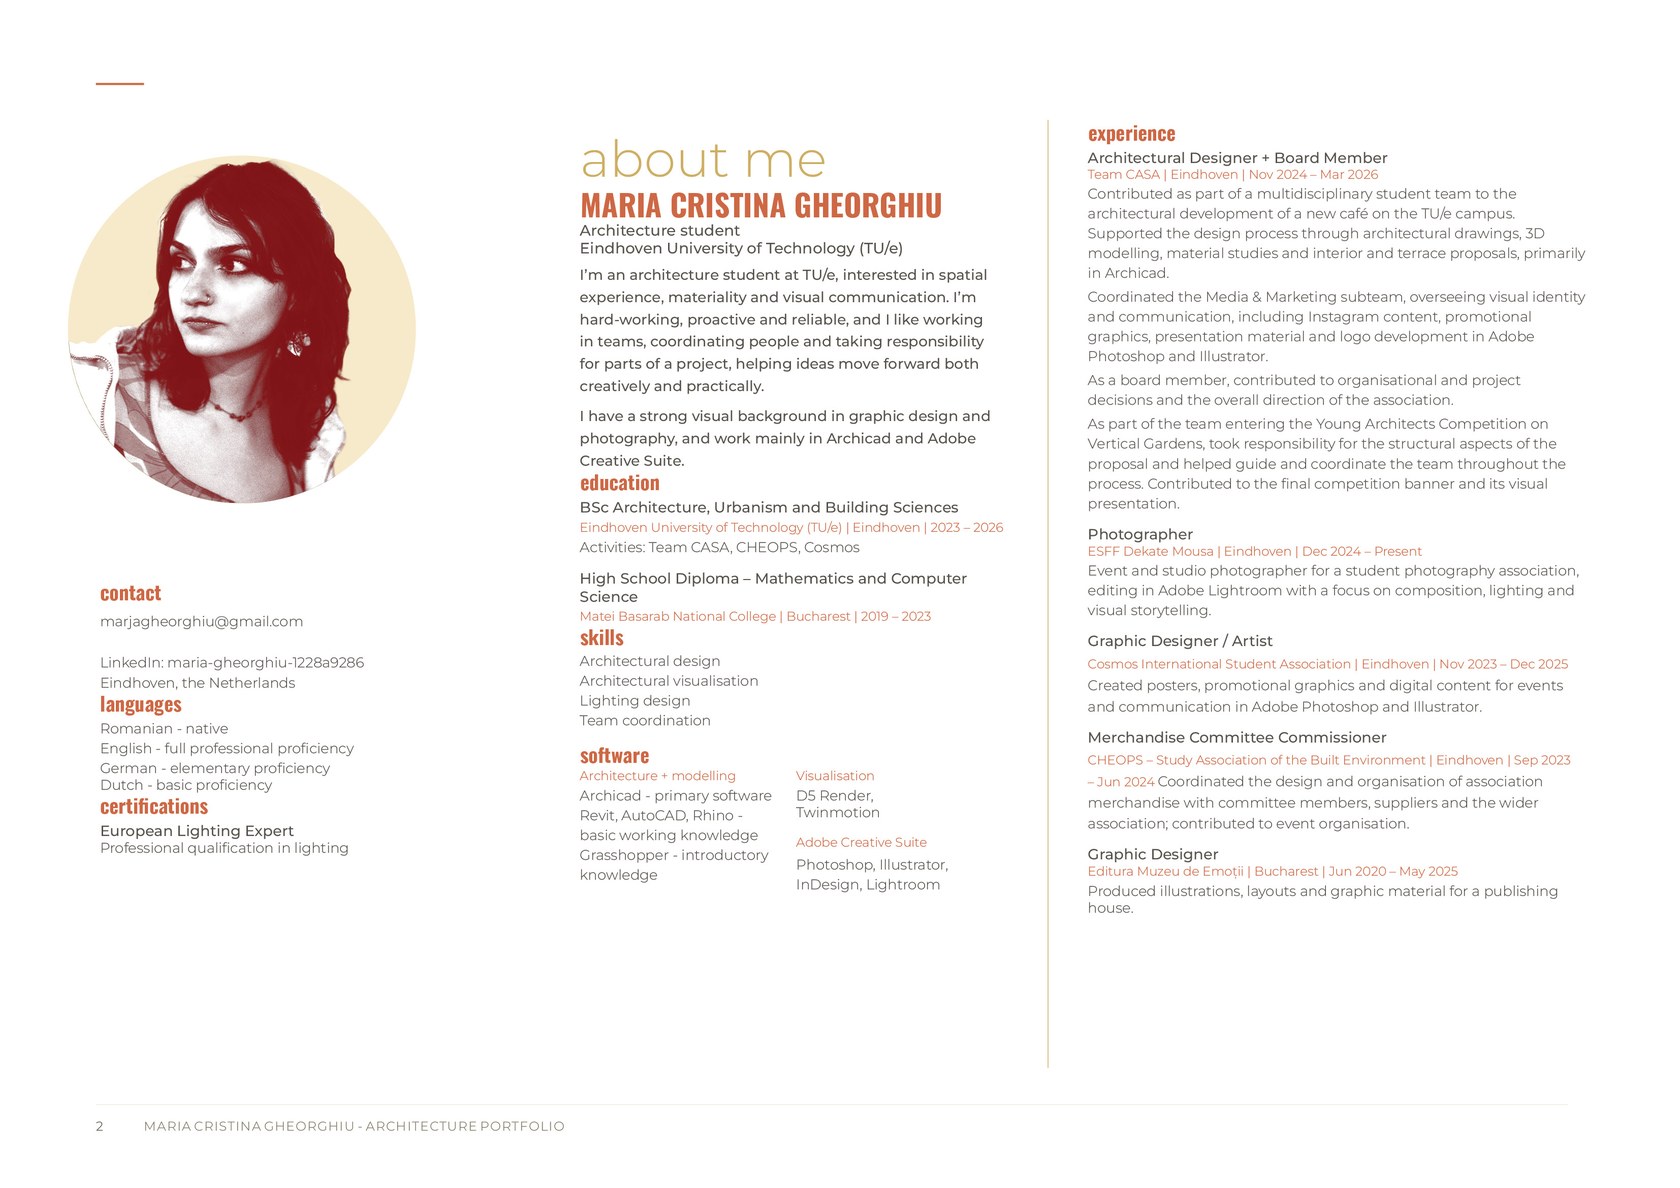 about me
MARIA CRISTINA GHEORGHIU
Architecture student
Eindhoven University of Technology (TU/e)
I'm an architecture student at TU/e, interested in spatial
experience, materiality and visual communication. I'm
hard-working, proactive and reliable, and I like working
in teams, coordinating people and taking responsibility
for parts of a project, helping ideas move forward both
creatively and practically.
I have a strong visual background in graphic design and
photography, and work mainly in Archicad and Adobe
Creative Suite.
education
BSc Architecture, Urbanism and Building Sciences
Eindhoven University of Technology (TU/e) | Eindhoven | 2023 – 2026
Activities: Team CASA, CHEOPS, Cosmos
High School Diploma – Mathematics and Computer
Science
Matei Basarab National College | Bucharest | 2019 – 2023
skills
Architectural design
Architectural visualisation
Lighting design
Team coordination
software
Architecture + modelling
Archicad - primary software
Revit, AutoCAD, Rhino -
basic working knowledge
Grasshopper - introductory
knowledge
Visualisation
D5 Render,
Twinmotion
Adobe Creative Suite
Photoshop, Illustrator,
InDesign, Lightroom
contact
marjagheorghiu@gmail.com
LinkedIn: maria-gheorghiu-1228a9286
Eindhoven, the Netherlands
languages
Romanian - native
English - full professional proficiency
German - elementary proficiency
Dutch - basic proficiency
certifications
European Lighting Expert
Professional qualification in lighting
experience
Architectural Designer + Board Member
Team CASA | Eindhoven | Nov 2024 – Mar 2026
Contributed as part of a multidisciplinary student team to the
architectural development of a new café on the TU/e campus.
Supported the design process through architectural drawings, 3D
modelling, material studies and interior and terrace proposals, primarily
in Archicad.
Coordinated the Media & Marketing subteam, overseeing visual identity
and communication, including Instagram content, promotional
graphics, presentation material and logo development in Adobe
Photoshop and Illustrator.
As a board member, contributed to organisational and project
decisions and the overall direction of the association.
As part of the team entering the Young Architects Competition on
Vertical Gardens, took responsibility for the structural aspects of the
proposal and helped guide and coordinate the team throughout the
process. Contributed to the final competition banner and its visual
presentation.
Photographer
ESFF Dekate Mousa | Eindhoven | Dec 2024 – Present
Event and studio photographer for a student photography association,
editing in Adobe Lightroom with a focus on composition, lighting and
visual storytelling.
Graphic Designer / Artist
Cosmos International Student Association | Eindhoven | Nov 2023 – Dec 2025
Created posters, promotional graphics and digital content for events
and communication in Adobe Photoshop and Illustrator.
Merchandise Committee Commissioner
CHEOPS – Study Association of the Built Environment | Eindhoven | Sep 2023
– Jun 2024 Coordinated the design and organisation of association
merchandise with committee members, suppliers and the wider
association; contributed to event organisation.
Graphic Designer
Editura Muzeu de Emoții | Bucharest | Jun 2020 – May 2025
Produced illustrations, layouts and graphic material for a publishing
house.
2 MARIA CRISTINA GHEORGHIU - ARCHITECTURE PORTFOLIO